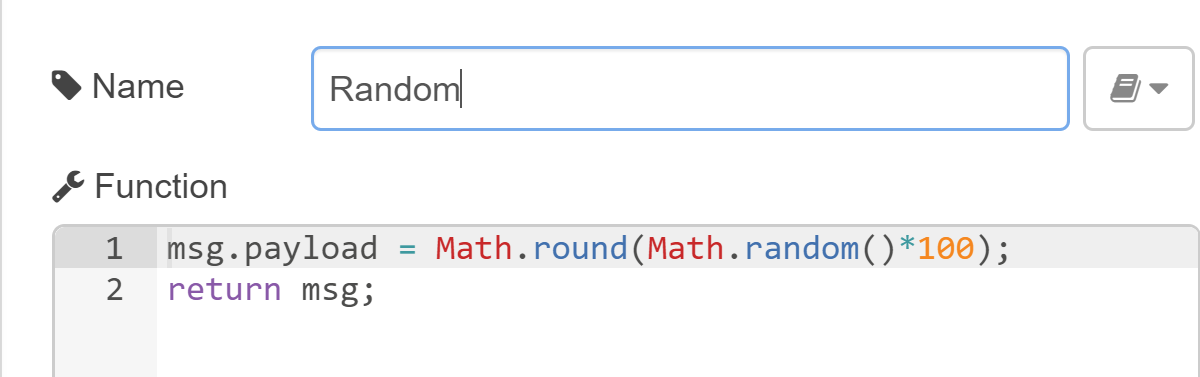 Name
Random
Function
1 msg.payload = Math.round(Math.random()*100);
2 return msg;